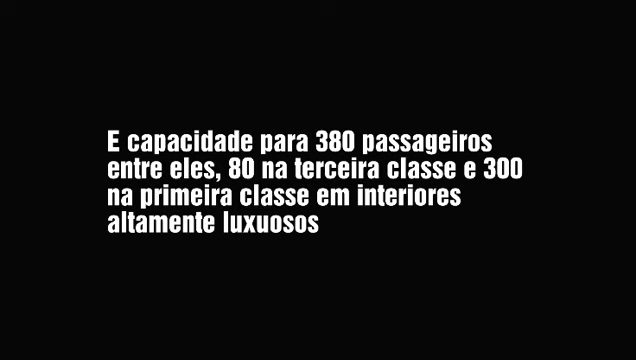 E capacidade para 380 passageiros
entre eles, 80 na terceira classe e 300
na primeira classe em interiores
altamente luxuosos